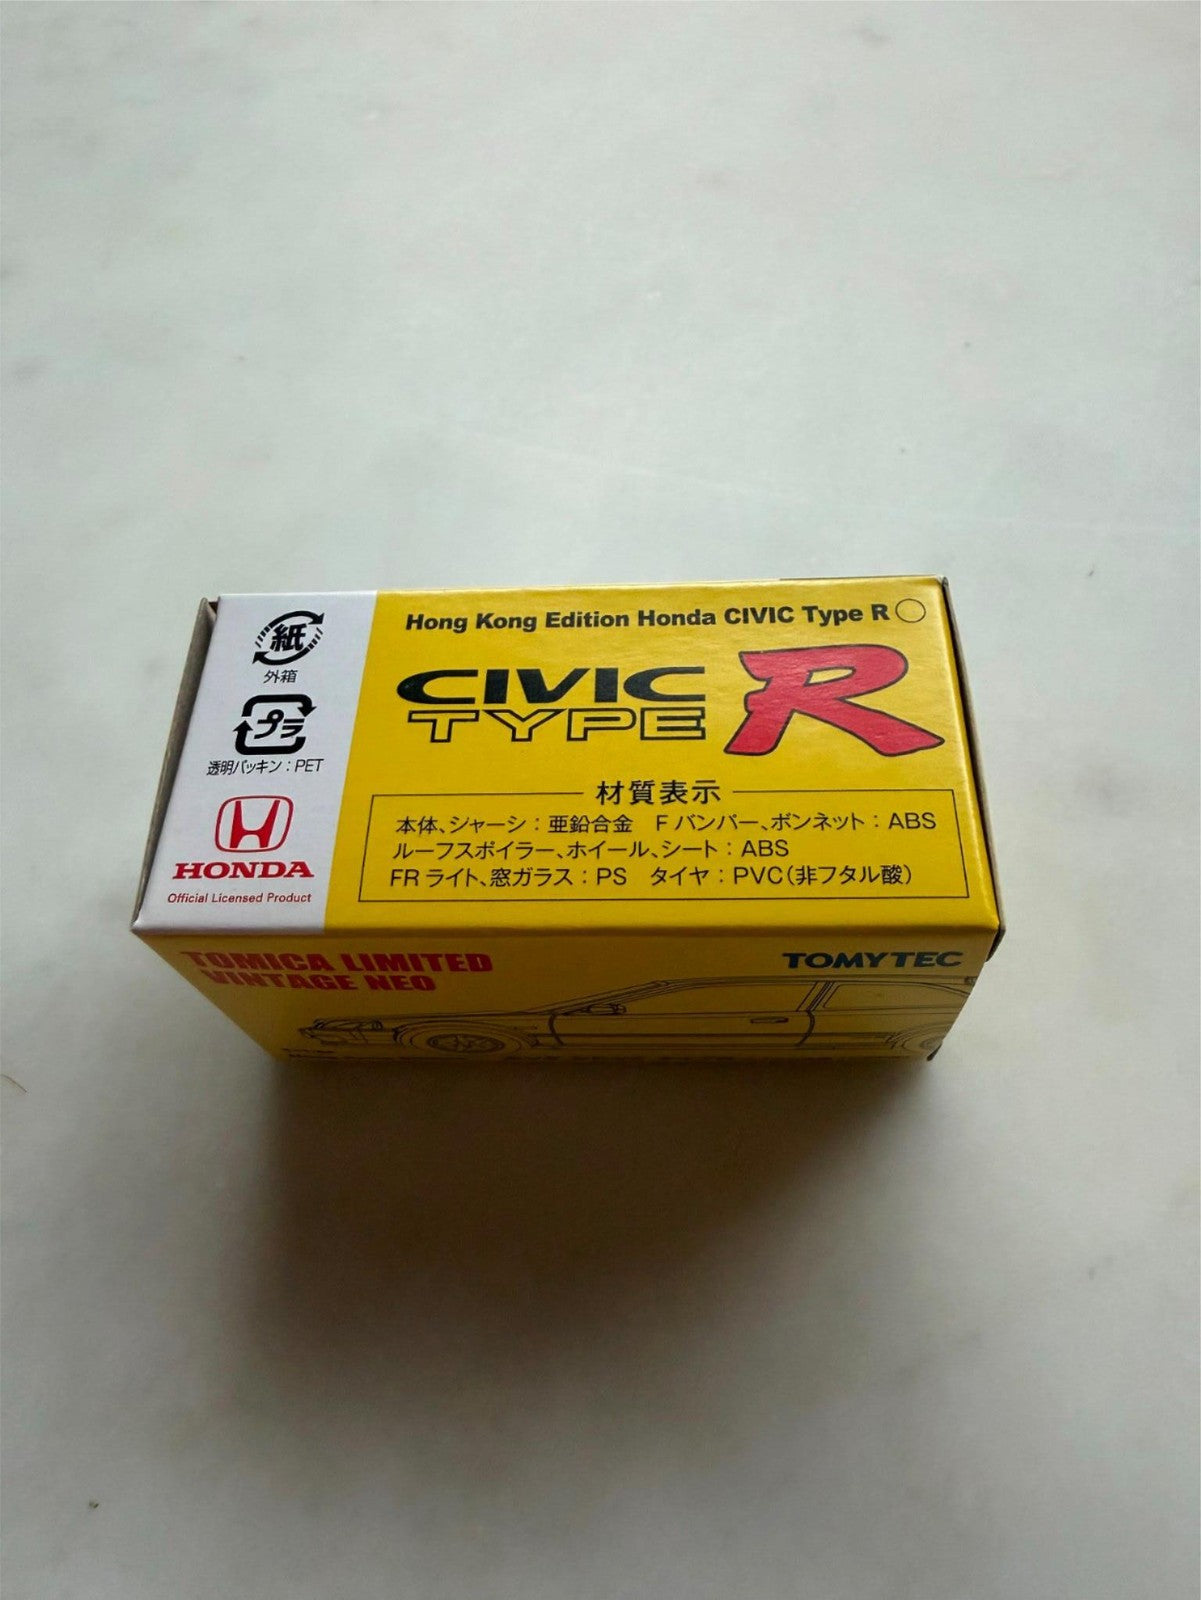 紙
外箱
プラ
透明パッキン：PET
HONDA
Official Licensed Product
Hong Kong Edition Honda CIVIC Type R ○
CIVIC
TYPE R
材質表示
本体、シャーシ：亜鉛合金　Fバンパー、ボンネット：ABS
ルーフスポイラー、ホイール、シート：ABS
FRライト、窓ガラス：PS　タイヤ：PVC（非フタル酸）
TOMICA LIMITED
VINTAGE NEO
TOMYTEC